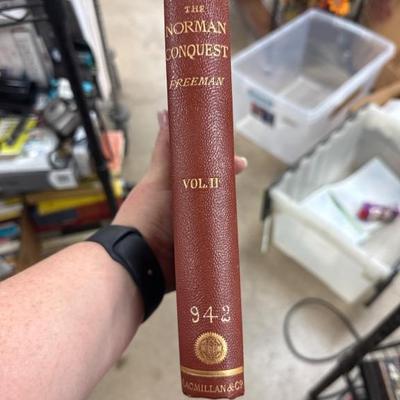 THE
NORMAN
CONQUEST
FREEMAN
VOL. II
942
MACMILLAN & Co.